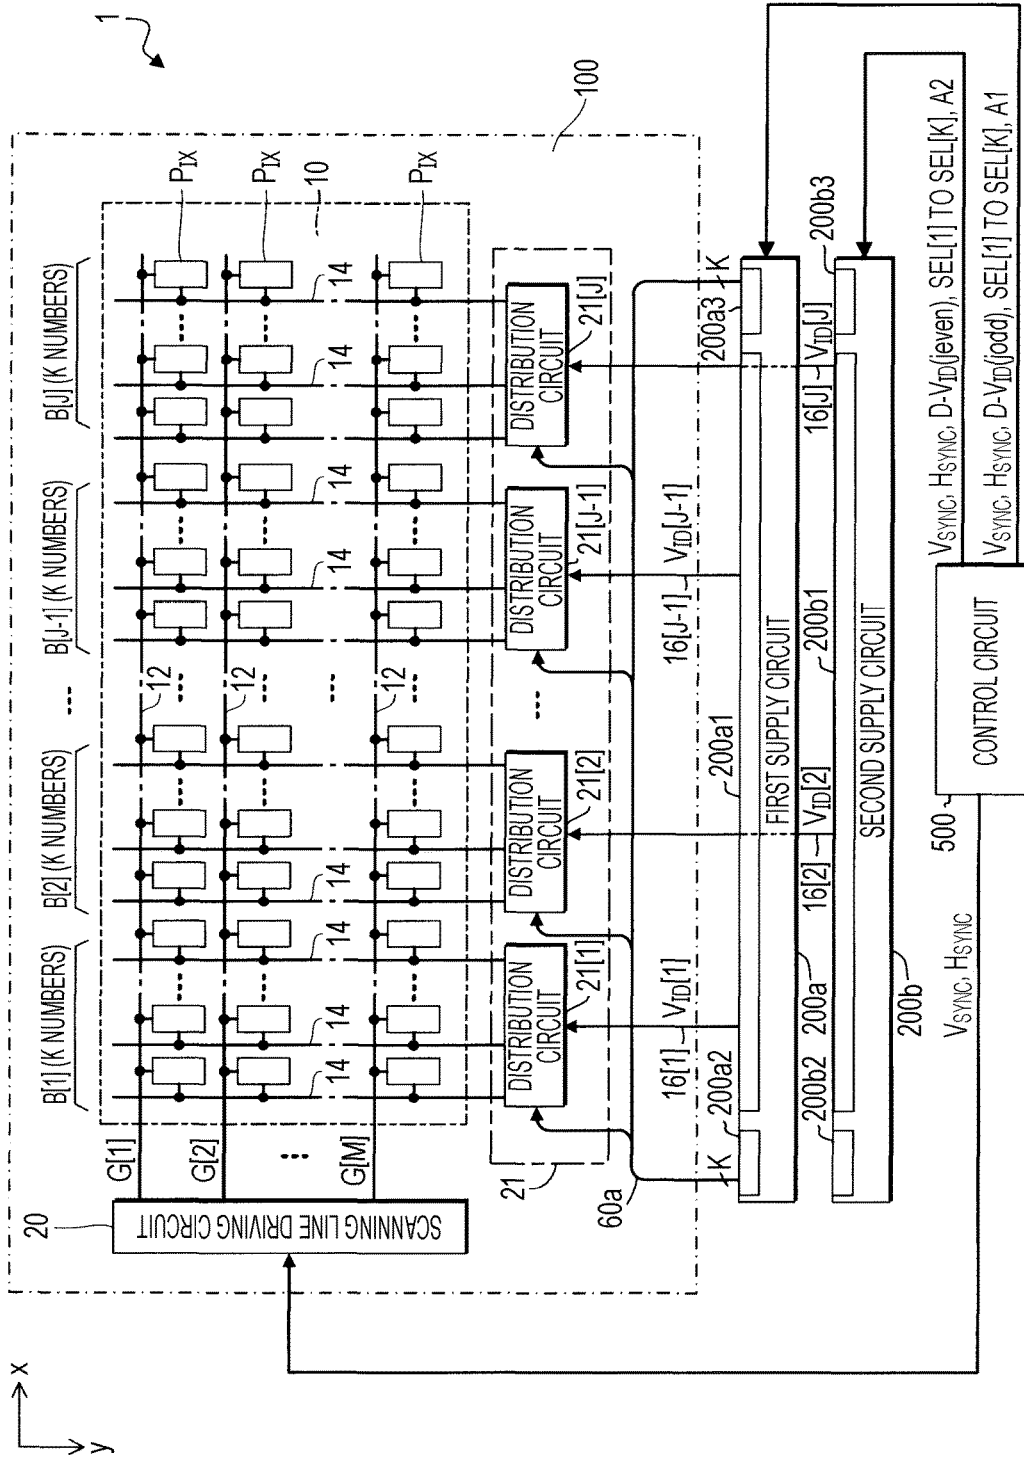 1
100
B[1] (K NUMBERS)
B[2] (K NUMBERS)
...
B[J-1] (K NUMBERS)
B[J] (K NUMBERS)
PIX
PIX
10
PIX
20
SCANNING LINE DRIVING CIRCUIT
G[1]
G[2]
...
G[M]
12
12
12
14
14
14
14
14
14
14
14
14
DISTRIBUTION CIRCUIT
DISTRIBUTION CIRCUIT
DISTRIBUTION CIRCUIT
DISTRIBUTION CIRCUIT
21
21[1]
21[2]
21[J-1]
21[J]
60a
K
K
16[1]
VID[1]
16[2]
VID[2]
16[J-1]
VID[J-1]
16[J]
VID[J]
200a2
200a1
200a3
FIRST SUPPLY CIRCUIT
200a
200b2
200b1
200b3
SECOND SUPPLY CIRCUIT
200b
500
CONTROL CIRCUIT
VSYNC, HSYNC
VSYNC, HSYNC, D-VID(jeven), SEL[1] TO SEL[K], A2
VSYNC, HSYNC, D-VID(jodd), SEL[1] TO SEL[K], A1
x
y